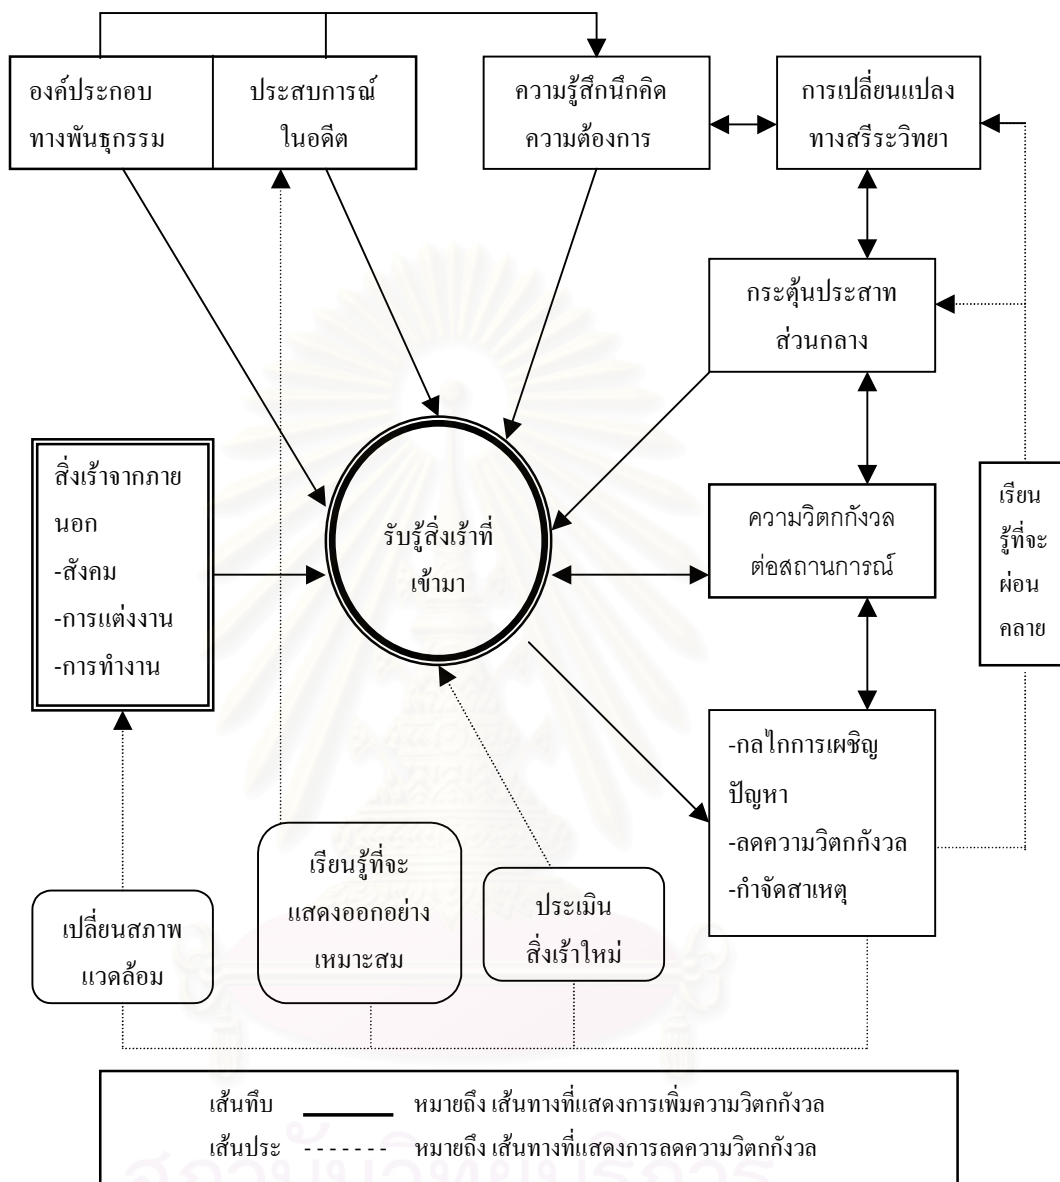 องค์ประกอบ
ทางพันธุกรรม
ประสบการณ์
ในอดีต
ความรู้สึกนึกคิด
ความต้องการ
การเปลี่ยนแปลง
ทางสรีระวิทยา
กระตุ้นประสาท
ส่วนกลาง
สิ่งเร้าจากภาย
นอก
-สังคม
-การแต่งงาน
-การทำงาน
รับรู้สิ่งเร้าที่
เข้ามา
ความวิตกกังวล
ต่อสถานการณ์
เรียน
รู้ที่จะ
ผ่อน
คลาย
-กลไกการเผชิญ
ปัญหา
-ลดความวิตกกังวล
-กำจัดสาเหตุ
เปลี่ยนสภาพ
แวดล้อม
เรียนรู้ที่จะ
แสดงออกอย่าง
เหมาะสม
ประเมิน
สิ่งเร้าใหม่
เส้นทึบ หมายถึง เส้นทางที่แสดงการเพิ่มความวิตกกังวล
เส้นประ หมายถึง เส้นทางที่แสดงการลดความวิตกกังวล
สถาบันวิทยบริการ